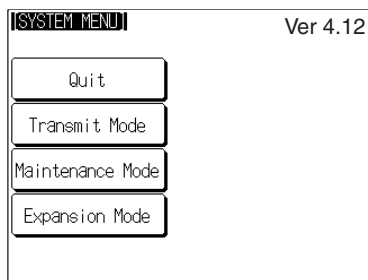 [SYSTEM MENU]
Ver 4.12
Quit
Transmit Mode
Maintenance Mode
Expansion Mode